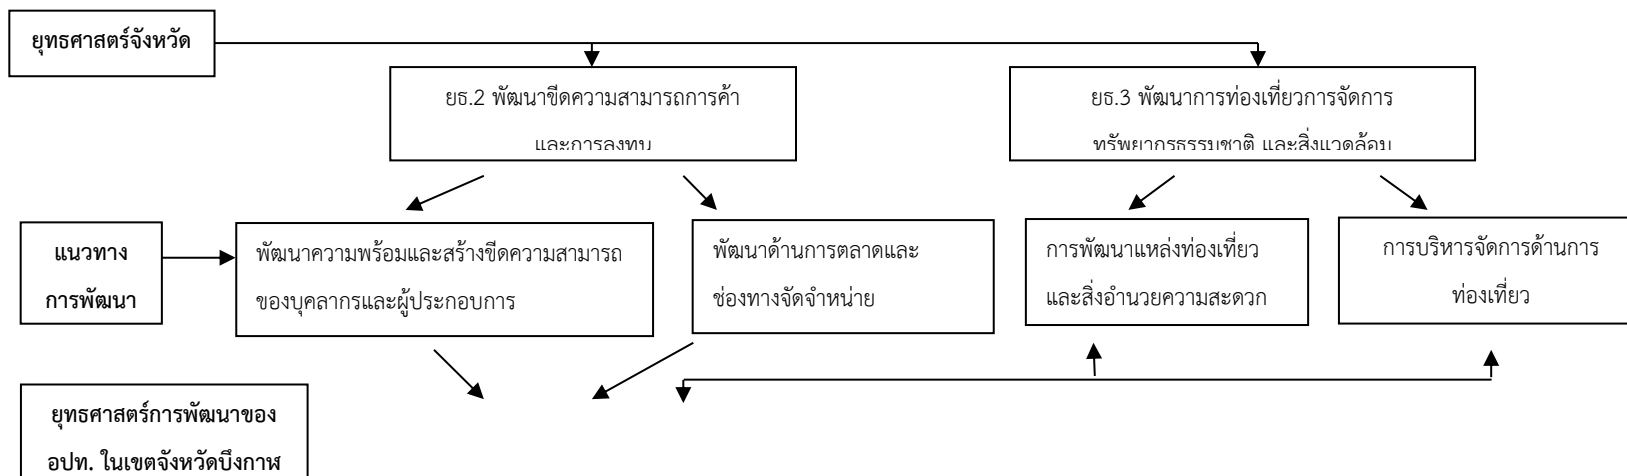 ยุทธศาสตร์จังหวัด
ยธ.2 พัฒนาขีดความสามารถการค้า
และการลงทุน
ยธ.3 พัฒนาการท่องเที่ยวการจัดการ
ทรัพยากรธรรมชาติ และสิ่งแวดล้อม
แนวทาง
การพัฒนา
พัฒนาความพร้อมและสร้างขีดความสามารถ
ของบุคลากรและผู้ประกอบการ
พัฒนาด้านการตลาดและ
ช่องทางจัดจำหน่าย
การพัฒนาแหล่งท่องเที่ยว
และสิ่งอำนวยความสะดวก
การบริหารจัดการด้านการ
ท่องเที่ยว
ยุทธศาสตร์การพัฒนาของ
อปท. ในเขตจังหวัดบึงกาฬ